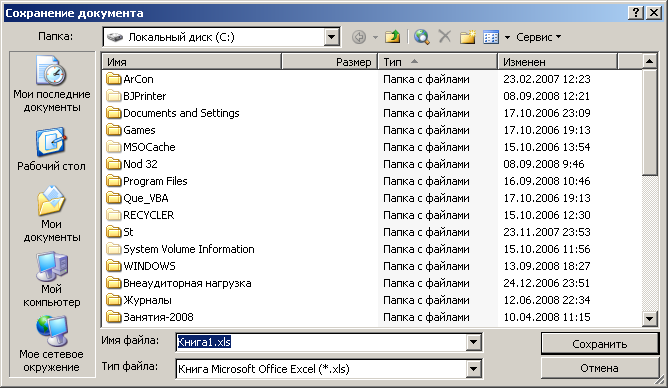 Сохранение документа
Папка: Локальный диск (C:) Сервис
Имя Размер Тип Изменен
ArCon Папка с файлами 23.02.2007 12:23
BJPrinter Папка с файлами 08.09.2008 12:21
Documents and Settings Папка с файлами 17.10.2006 23:09
Games Папка с файлами 17.10.2006 19:13
MSOCache Папка с файлами 15.10.2006 13:54
Nod 32 Папка с файлами 08.09.2008 9:46
Program Files Папка с файлами 16.09.2008 10:46
Que_VBA Папка с файлами 17.10.2006 19:13
RECYCLER Папка с файлами 15.10.2006 12:30
St Папка с файлами 23.11.2007 23:53
System Volume Information Папка с файлами 15.10.2006 11:56
WINDOWS Папка с файлами 13.09.2008 18:27
Внеаудиторная нагрузка Папка с файлами 24.12.2006 23:51
Журналы Папка с файлами 12.06.2008 22:34
Занятия-2008 Папка с файлами 10.04.2008 11:15
Мои последние
документы
Рабочий стол
Мои
документы
Мой
компьютер
Мое сетевое
окружение
Имя файла: Книга1.xls Сохранить
Тип файла: Книга Microsoft Office Excel (*.xls) Отмена